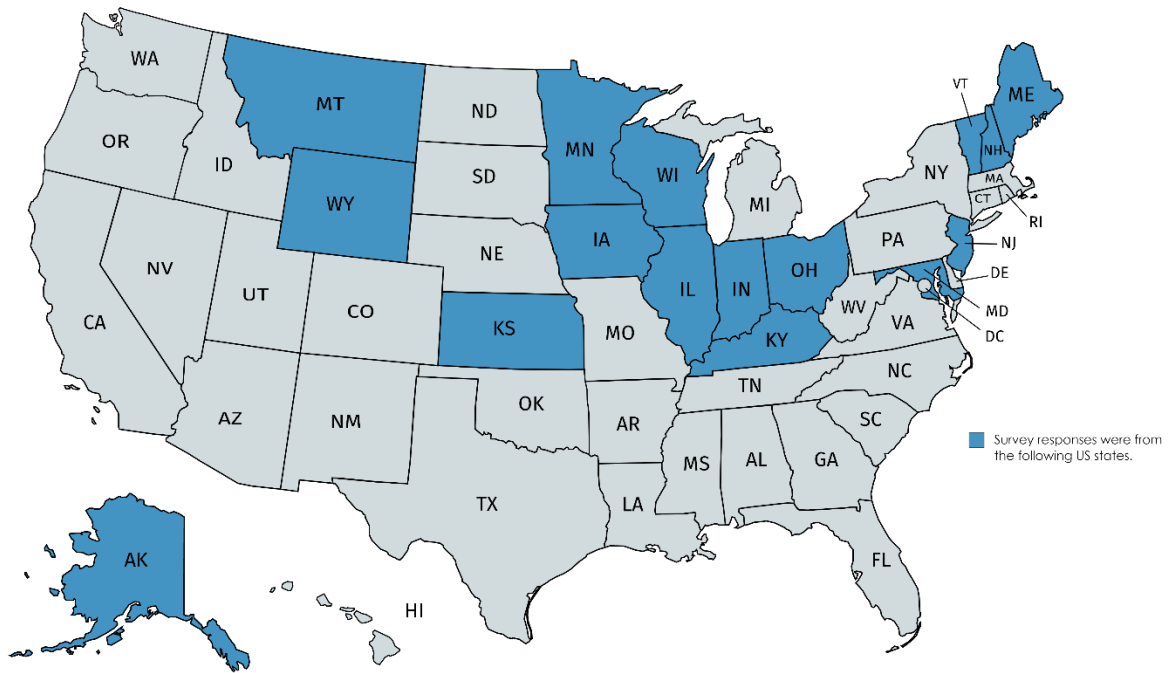 WA
MT
ND
MN
VT
ME
OR
ID
SD
WI
NH
NY
WY
MI
MA
CT
RI
NE
IA
PA
NJ
NV
UT
CO
IL
IN
OH
DE
MD
DC
CA
KS
MO
KY
WV
VA
AZ
NM
OK
TN
NC
AR
SC
MS
AL
GA
Survey responses were from
the following US states.
TX
LA
FL
AK
HI